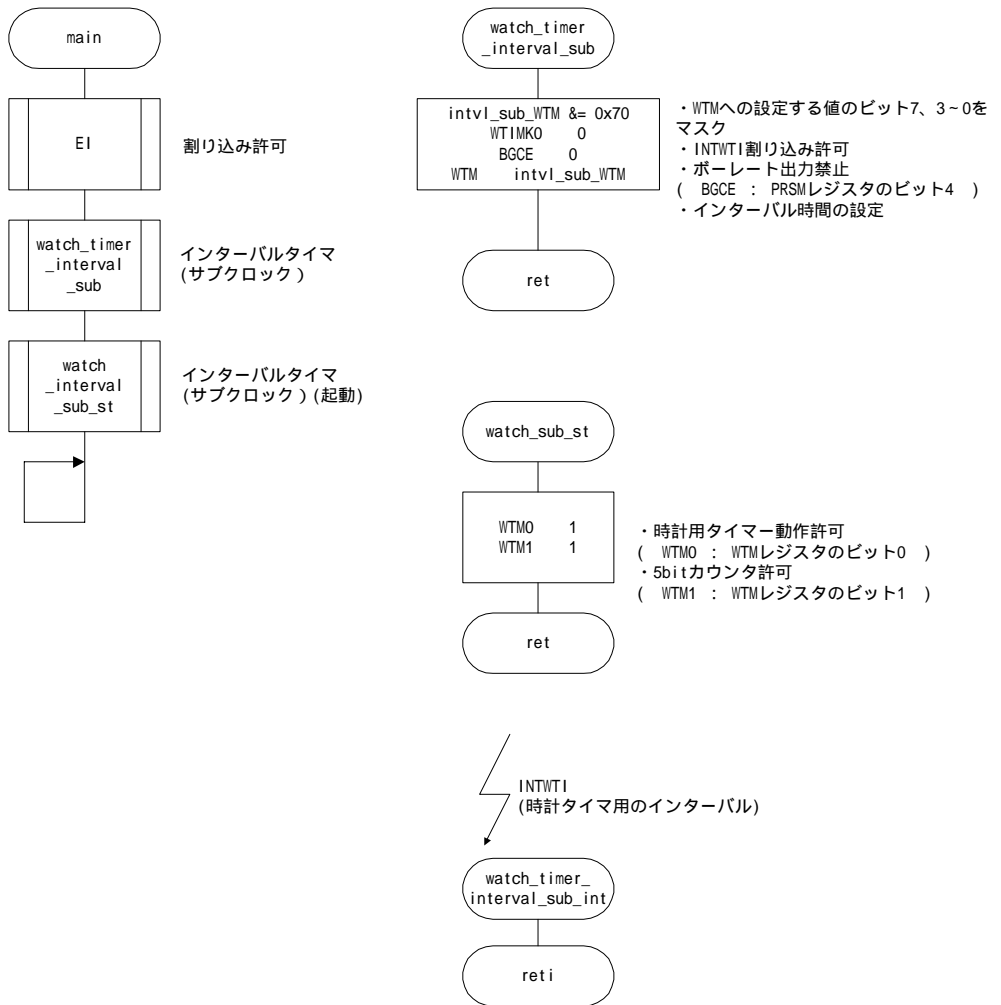 main
EI
割り込み許可
watch_timer
_interval
_sub
インターバルタイマ
(サブクロック)
watch
_interval
_sub_st
インターバルタイマ
(サブクロック)(起動)
watch_timer
_interval_sub
intvl_sub_WTM &= 0x70
WTIMK0 0
BGCE 0
WTM intvl_sub_WTM
・WTMへの設定する値のビット7、3~0を
マスク
・INTWTI割り込み許可
・ボーレート出力禁止
( BGCE : PRSMレジスタのビット4 )
・インターバル時間の設定
ret
watch_sub_st
WTM0 1
WTM1 1
・時計用タイマー動作許可
( WTM0 : WTMレジスタのビット0 )
・5bitカウンタ許可
( WTM1 : WTMレジスタのビット1 )
ret
INTWTI
(時計タイマ用のインターバル)
watch_timer_
interval_sub_int
reti